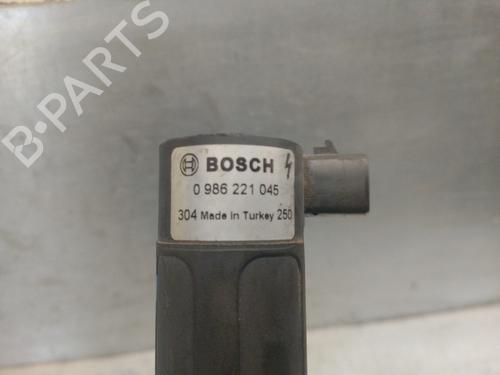 B-PARTS
BOSCH
0 986 221 045
304 Made in Turkey 250